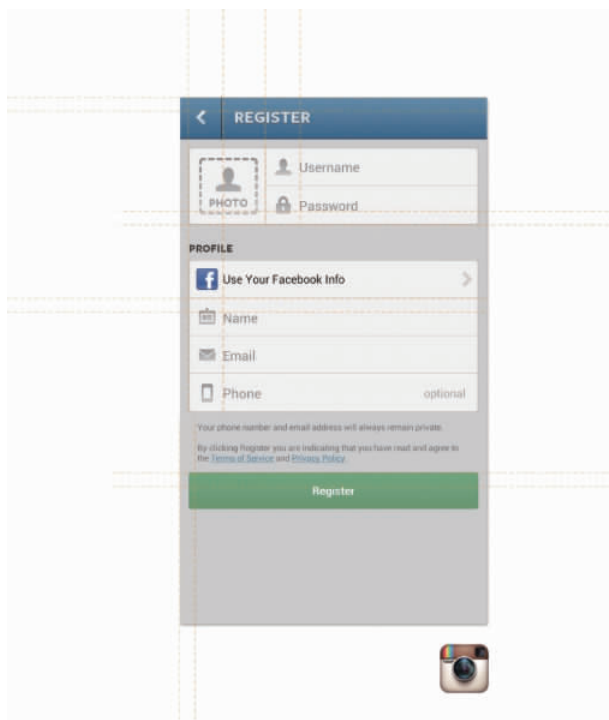 REGISTER
Username
PHOTO
Password
PROFILE
Use Your Facebook Info
Name
Email
Phone optional
Your phone number and email address will always remain private.
By clicking Register you are indicating that you have read and agree to
the Terms of Service and Privacy Policy.
Register